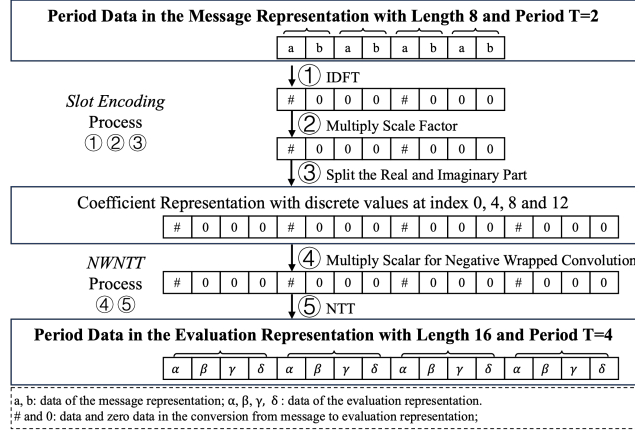 Period Data in the Message Representation with Length 8 and Period T=2
a b a b a b a b
① IDFT
Slot Encoding
# 0 0 0 # 0 0 0
Process
② Multiply Scale Factor
① ② ③
# 0 0 0 # 0 0 0
③ Split the Real and Imaginary Part
Coefficient Representation with discrete values at index 0, 4, 8 and 12
# 0 0 0 # 0 0 0 # 0 0 0 # 0 0 0
NWNTT
④ Multiply Scalar for Negative Wrapped Convolution
Process
# 0 0 0 # 0 0 0 # 0 0 0 # 0 0 0
④ ⑤
⑤ NTT
Period Data in the Evaluation Representation with Length 16 and Period T=4
α β γ δ α β γ δ α β γ δ α β γ δ
a, b: data of the message representation; α, β, γ, δ : data of the evaluation representation.
# and 0: data and zero data in the conversion from message to evaluation representation;